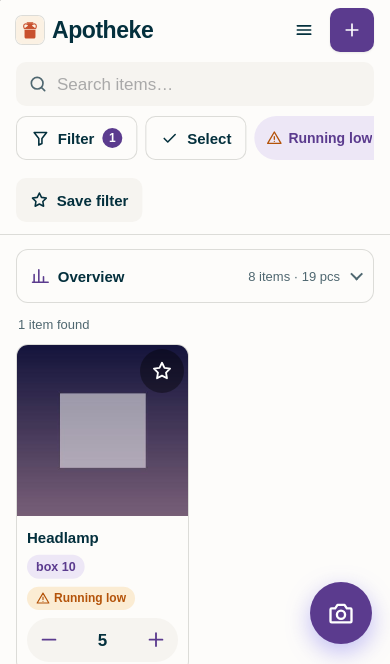 Apotheke
Search items…
Filter 1
Select
Running low
Save filter
Overview
8 items · 19 pcs
1 item found
Headlamp
box 10
Running low
5